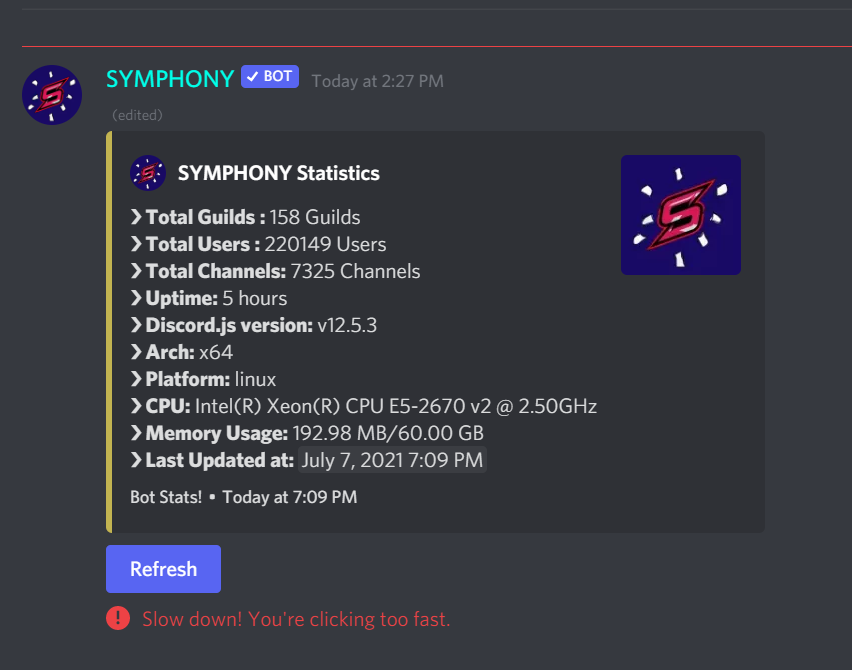 SYMPHONY ✓ BOT Today at 2:27 PM
(edited)
SYMPHONY Statistics
❯ Total Guilds : 158 Guilds
❯ Total Users : 220149 Users
❯ Total Channels: 7325 Channels
❯ Uptime: 5 hours
❯ Discord.js version: v12.5.3
❯ Arch: x64
❯ Platform: linux
❯ CPU: Intel(R) Xeon(R) CPU E5-2670 v2 @ 2.50GHz
❯ Memory Usage: 192.98 MB/60.00 GB
❯ Last Updated at: July 7, 2021 7:09 PM
Bot Stats! • Today at 7:09 PM
Refresh
Slow down! You're clicking too fast.